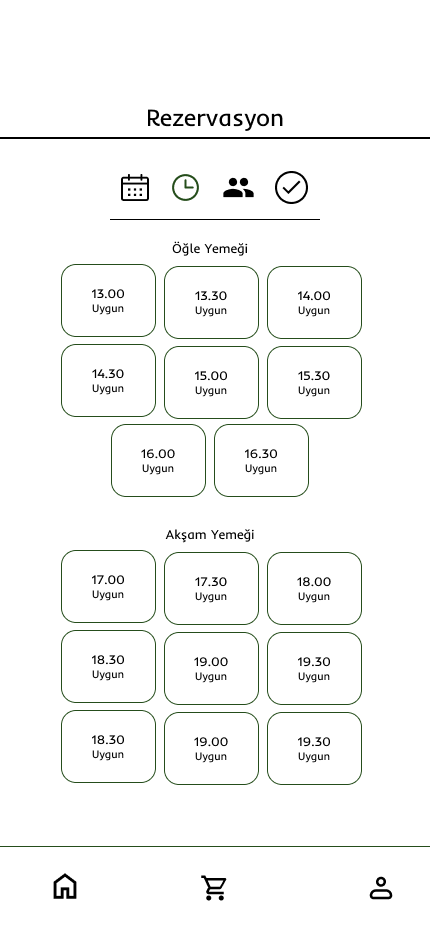 Rezervasyon
Öğle Yemeği
13.00
Uygun
13.30
Uygun
14.00
Uygun
14.30
Uygun
15.00
Uygun
15.30
Uygun
16.00
Uygun
16.30
Uygun
Akşam Yemeği
17.00
Uygun
17.30
Uygun
18.00
Uygun
18.30
Uygun
19.00
Uygun
19.30
Uygun
18.30
Uygun
19.00
Uygun
19.30
Uygun